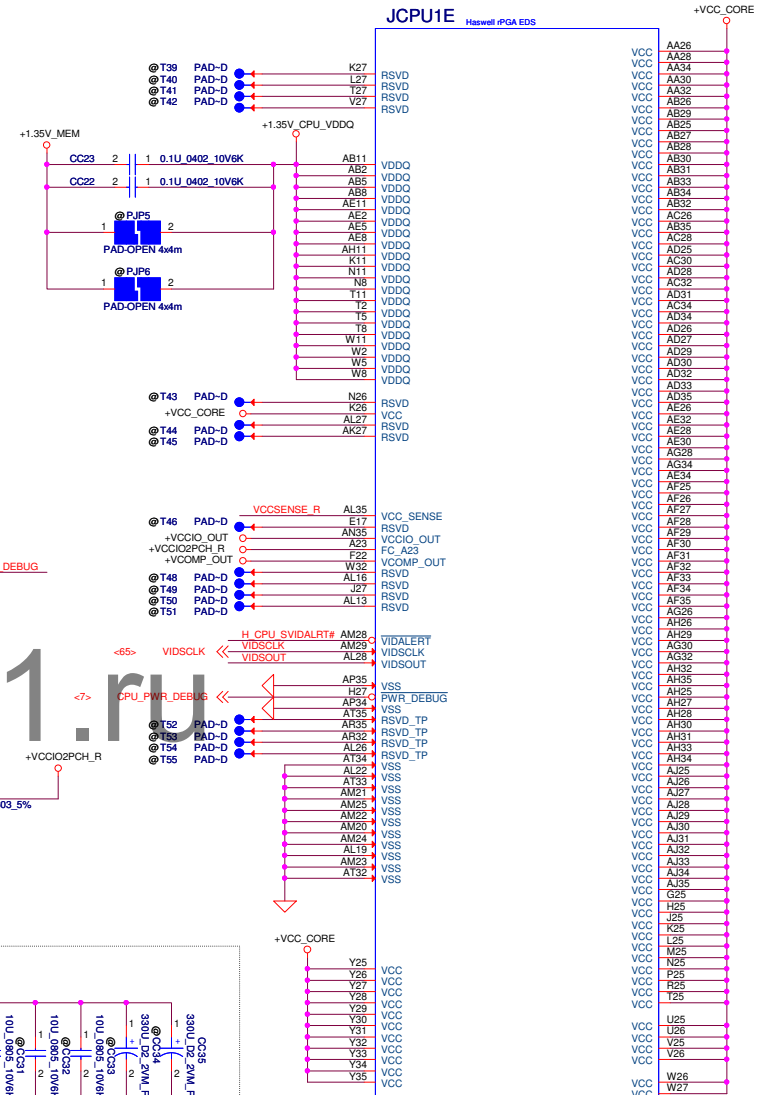 JCPU1E
Haswell rPGA EDS
@T39 PAD~D K27 RSVD
@T40 PAD~D L27 RSVD
@T41 PAD~D T27 RSVD
@T42 PAD~D V27 RSVD
+1.35V_MEM
+1.35V_CPU_VDDQ
CC23 2 1 0.1U_0402_10V6K
CC22 2 1 0.1U_0402_10V6K
@PJP5
1 2
PAD-OPEN 4x4m
@PJP6
1 2
PAD-OPEN 4x4m
AB11 VDDQ
AB2 VDDQ
AB5 VDDQ
AB8 VDDQ
AE11 VDDQ
AE2 VDDQ
AE5 VDDQ
AE8 VDDQ
AH11 VDDQ
K11 VDDQ
N11 VDDQ
N8 VDDQ
T11 VDDQ
T2 VDDQ
T5 VDDQ
T8 VDDQ
W11 VDDQ
W2 VDDQ
W5 VDDQ
W8 VDDQ
@T43 PAD~D N26 RSVD
+VCC_CORE K26 VCC
@T44 PAD~D AL27 RSVD
@T45 PAD~D AK27 RSVD
VCCSENSE_R AL35 VCC_SENSE
@T46 PAD~D E17 RSVD
+VCCIO_OUT AN35 VCCIO_OUT
+VCCIO2PCH_R A23 FC_A23
+VCOMP_OUT F22 VCOMP_OUT
@T48 PAD~D W32 RSVD
@T49 PAD~D AL16 RSVD
@T50 PAD~D J27 RSVD
@T51 PAD~D AL13 RSVD
DEBUG
H_CPU_SVIDALRT# AM28 VIDALERT
<65> VIDSCLK VIDSCLK AM29 VIDSCLK
VIDSOUT AL28 VIDSOUT
AP35 VSS
<7> CPU_PWR_DEBUG H27 PWR_DEBUG
AP34 VSS
@T52 PAD~D AT35 RSVD_TP
@T53 PAD~D AR35 RSVD_TP
@T54 PAD~D AR32 RSVD_TP
@T55 PAD~D AL26 RSVD_TP
1.ru
+VCCIO2PCH_R
03_5%
AT34 VSS
AL22 VSS
AT33 VSS
AM21 VSS
AM25 VSS
AM22 VSS
AM20 VSS
AM24 VSS
AL19 VSS
AM23 VSS
AT32 VSS
+VCC_CORE
Y25 VCC
Y26 VCC
Y27 VCC
Y28 VCC
Y29 VCC
Y30 VCC
Y31 VCC
Y32 VCC
Y33 VCC
Y34 VCC
Y35 VCC
10U_0805_10V6K
@CC31
1 2
10U_0805_10V6K
@CC32
1 2
10U_0805_10V6K
@CC33
330U_D2_2VM_R
@CC34
1 + 2
330U_D2_2VM_R
CC35
1 + 2
+VCC_CORE
VCC AA26
VCC AA28
VCC AA34
VCC AA30
VCC AA32
VCC AB26
VCC AB29
VCC AB25
VCC AB27
VCC AB28
VCC AB30
VCC AB31
VCC AB33
VCC AB34
VCC AB32
VCC AC26
VCC AB35
VCC AC28
VCC AD25
VCC AC30
VCC AD28
VCC AC32
VCC AD31
VCC AC34
VCC AD34
VCC AD26
VCC AD27
VCC AD29
VCC AD30
VCC AD32
VCC AD33
VCC AD35
VCC AE26
VCC AE32
VCC AE28
VCC AE30
VCC AG28
VCC AG34
VCC AE34
VCC AF25
VCC AF26
VCC AF27
VCC AF28
VCC AF29
VCC AF30
VCC AF31
VCC AF32
VCC AF33
VCC AF34
VCC AF35
VCC AG26
VCC AH26
VCC AH29
VCC AG30
VCC AG32
VCC AH32
VCC AH35
VCC AH25
VCC AH27
VCC AH28
VCC AH30
VCC AH31
VCC AH33
VCC AH34
VCC AJ25
VCC AJ26
VCC AJ27
VCC AJ28
VCC AJ29
VCC AJ30
VCC AJ31
VCC AJ32
VCC AJ33
VCC AJ34
VCC AJ35
VCC G25
VCC H25
VCC J25
VCC K25
VCC L25
VCC M25
VCC N25
VCC P25
VCC R25
VCC T25
VCC U25
VCC U26
VCC V25
VCC V26
VCC W26
VCC W27